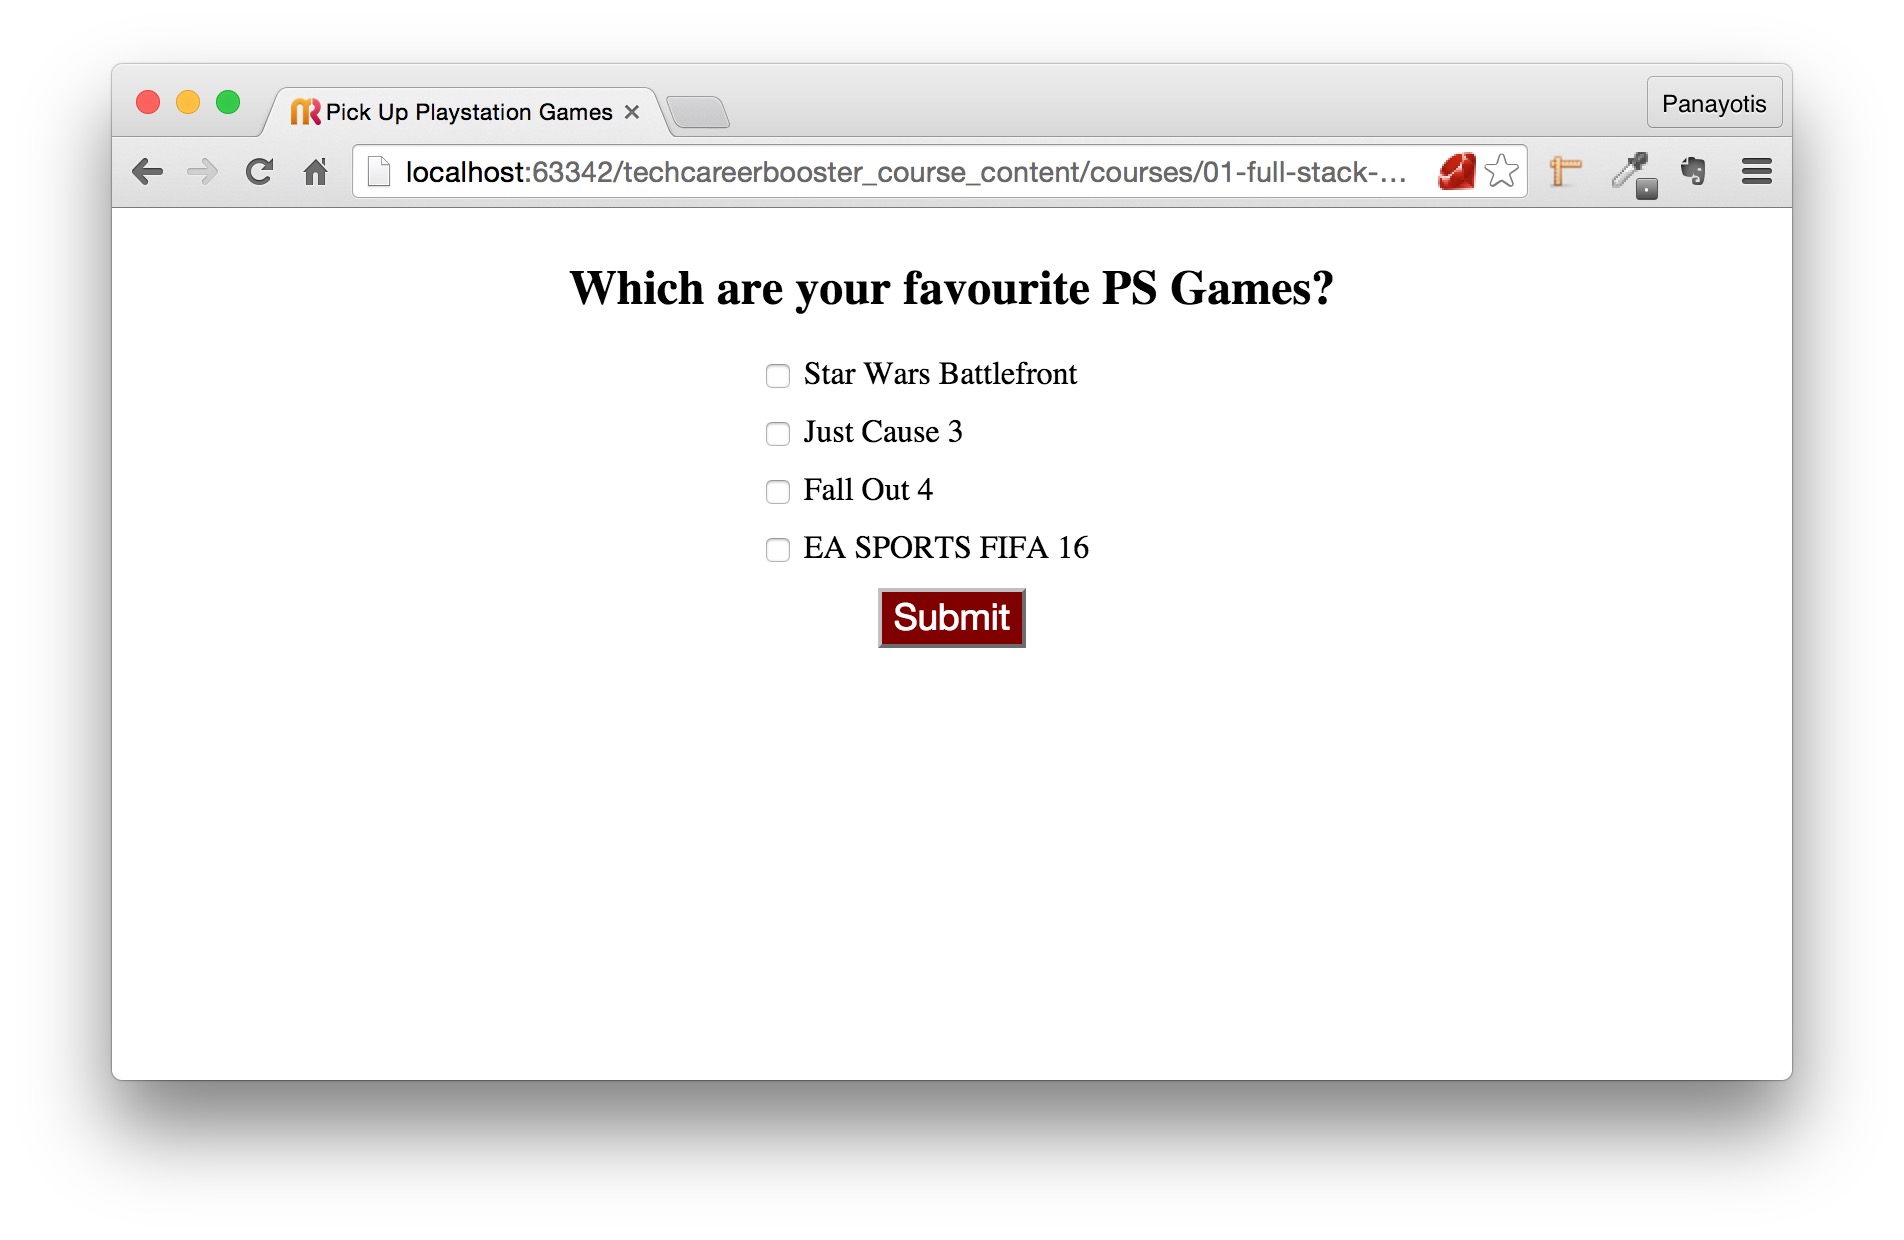 Pick Up Playstation Games
Panayotis
localhost:63342/techcareerbooster_course_content/courses/01-full-stack-...
Which are your favourite PS Games?
Star Wars Battlefront
Just Cause 3
Fall Out 4
EA SPORTS FIFA 16
Submit